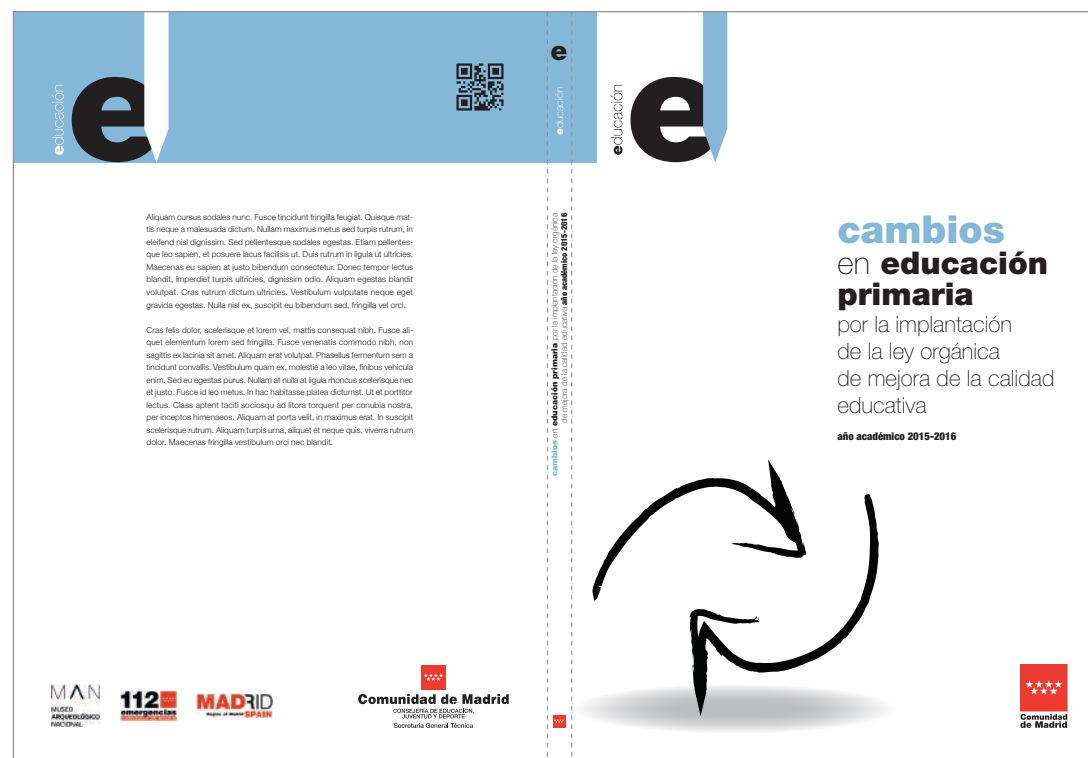 educación
e
Aliquam cursus sodales nunc. Fusce tincidunt fringilla feugiat. Quisque mat-
tis neque a malesuada dictum. Nullam maximus metus sed turpis rutrum, in
eleifend nisl dignissim. Sed pellentesque sodales egestas. Etiam pellentes-
que leo sapien, et posuere lacus facilisis ut. Duis rutrum in ligula ut ultricies.
Maecenas eu sapien at justo bibendum consectetur. Donec tempor lectus
blandit, imperdiet turpis ultricies, dignissim odio. Aliquam egestas blandit
volutpat. Cras rutrum dictum ultricies. Vestibulum vulputate neque eget
gravida egestas. Nulla nisl ex, suscipit eu bibendum sed, fringilla vel orci.
Cras felis dolor, scelerisque et lorem vel, mattis consequat nibh. Fusce ali-
quet elementum lorem sed fringilla. Fusce venenatis commodo nibh, non
sagittis ex lacinia sit amet. Aliquam erat volutpat. Phasellus fermentum sem a
tincidunt convallis. Vestibulum quam ex, molestie a leo vitae, finibus vehicula
enim. Sed eu egestas purus. Nullam at nulla at ligula rhoncus scelerisque nec
et justo. Fusce id leo metus. In hac habitasse platea dictumst. Ut et porttitor
lectus. Class aptent taciti sociosqu ad litora torquent per conubia nostra,
per inceptos himenaeos. Aliquam at porta velit, in maximus erat. In suscipit
scelerisque rutrum. Aliquam turpis urna, aliquet et neque quis, viverra rutrum
dolor. Maecenas fringilla vestibulum orci nec blandit.
MAN
MUSEO
ARQUEOLÓGICO
NACIONAL
112
emergencias
MADRID
Region of Madrid SPAIN
Comunidad de Madrid
CONSEJERÍA DE EDUCACIÓN,
JUVENTUD Y DEPORTE
Secretaría General Técnica
e
educación
cambios en educación primaria por la implantación de la ley orgánica
de mejora de la calidad educativa año académico 2015-2016
educación
e
cambios
en educación
primaria
por la implantación
de la ley orgánica
de mejora de la calidad
educativa
año académico 2015-2016
Comunidad
de Madrid